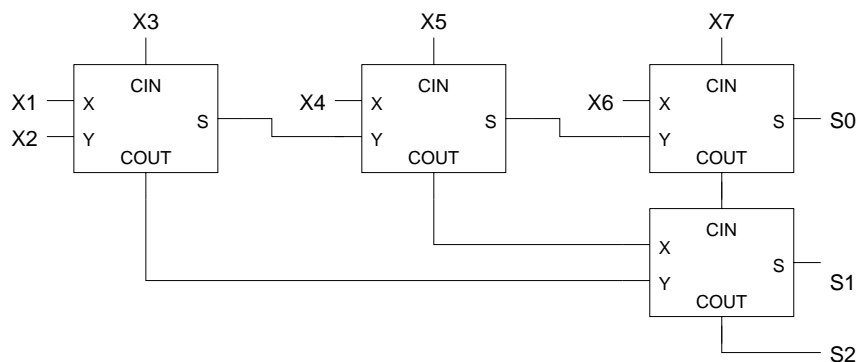 X3 X5 X7
CIN CIN CIN
X1 X X4 X X6 X
S S S S0
X2 Y Y Y
COUT COUT COUT
CIN
X
S
Y S1
COUT
S2